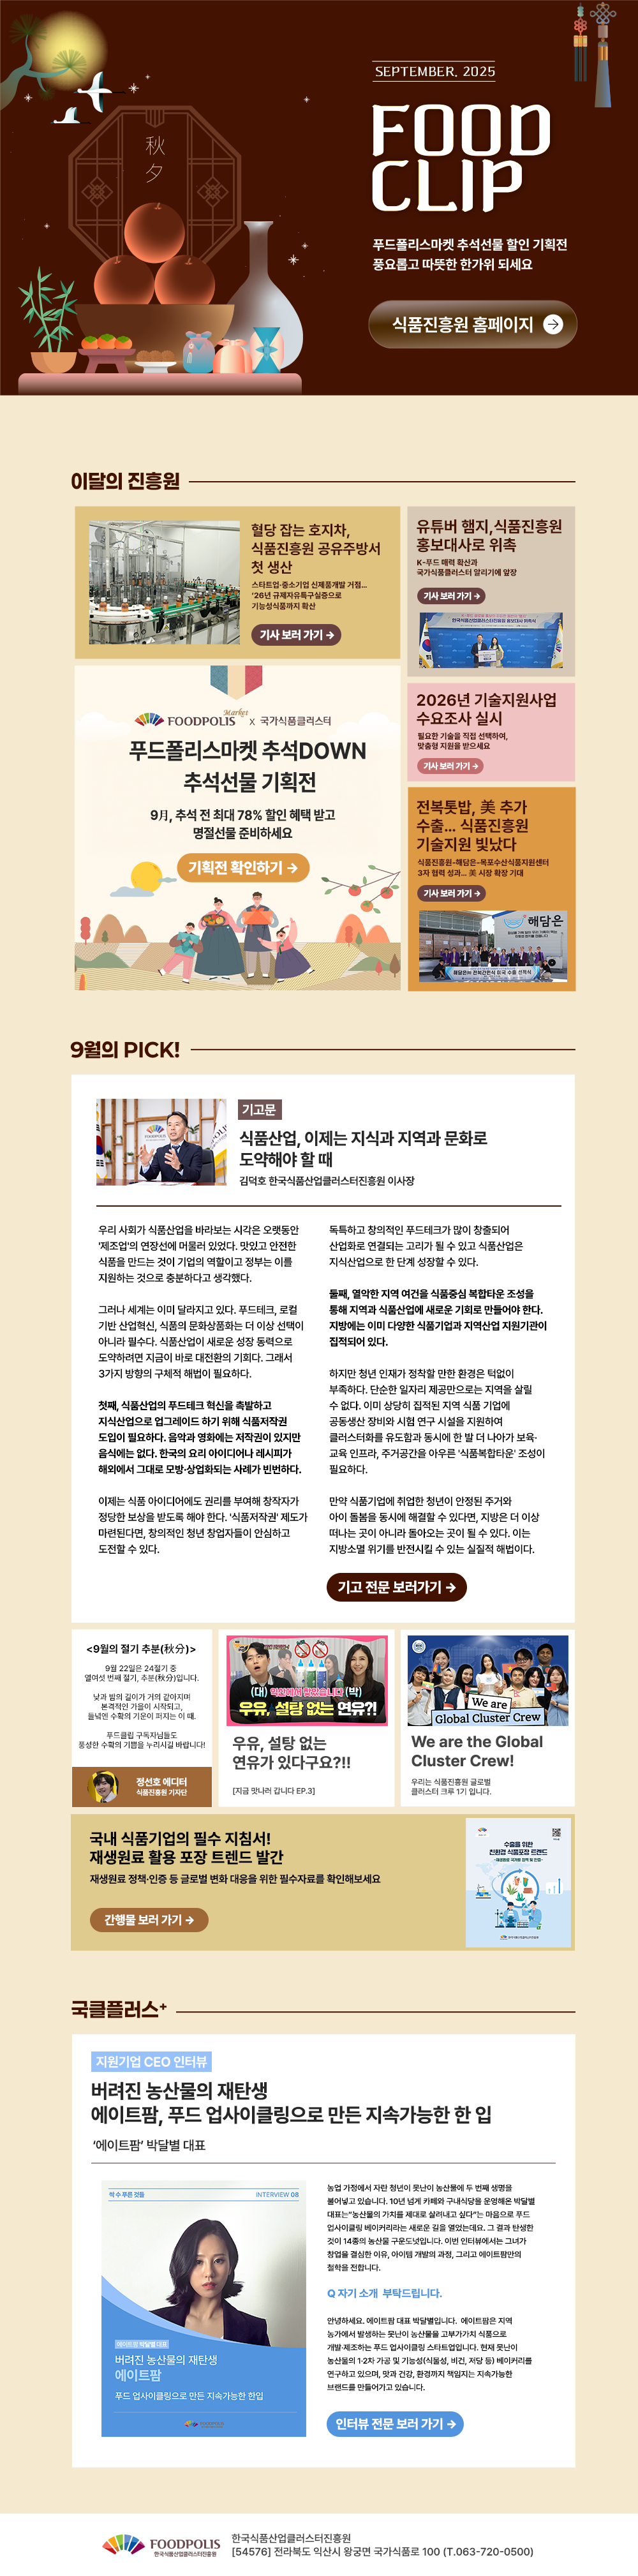 秋
夕
SEPTEMBER, 2025
FOOD
CLIP
푸드폴리스마켓 추석선물 할인 기획전
풍요롭고 따뜻한 한가위 되세요
식품진흥원 홈페이지
이달의 진흥원
혈당 잡는 호지차,
식품진흥원 공유주방서
첫 생산
스타트업·중소기업 신제품개발 거점...
'26년 규제자유특구실증으로
기능성식품까지 확산
기사 보러 가기 →
유튜버 햄지,식품진흥원
홍보대사로 위촉
K-푸드 매력 확산과
국가식품클러스터 알리기에 앞장
기사 보러 가기 →
한국식품산업클러스터진흥원 홍보대사 위촉식
2026년 기술지원사업
수요조사 실시
필요한 기술을 직접 선택하여,
맞춤형 지원을 받으세요
기사 보러 가기 →
Market
FOODPOLIS X 국가식품클러스터
푸드폴리스마켓 추석DOWN
추석선물 기획전
9月, 추석 전 최대 78% 할인 혜택 받고
명절선물 준비하세요
기획전 확인하기 →
전복톳밥, 美 추가
수출... 식품진흥원
기술지원 빛났다
식품진흥원-해담은-목포수산식품지원센터
3자 협력 성과... 美 시장 확장 기대
기사 보러 가기 →
해담은
해담은바 전복간편식 미국 수출 선적식
9월의 PICK!
기고문
식품산업, 이제는 지식과 지역과 문화로
도약해야 할 때
김덕호 한국식품산업클러스터진흥원 이사장
우리 사회가 식품산업을 바라보는 시각은 오랫동안
'제조업'의 연장선에 머물러 있었다. 맛있고 안전한
식품을 만드는 것이 기업의 역할이고 정부는 이를
지원하는 것으로 충분하다고 생각했다.
그러나 세계는 이미 달라지고 있다. 푸드테크, 로컬
기반 산업혁신, 식품의 문화상품화는 더 이상 선택이
아니라 필수다. 식품산업이 새로운 성장 동력으로
도약하려면 지금이 바로 대전환의 기회다. 그래서
3가지 방향의 구체적 해법이 필요하다.
첫째, 식품산업의 푸드테크 혁신을 촉발하고
지식산업으로 업그레이드 하기 위해 식품저작권
도입이 필요하다. 음악과 영화에는 저작권이 있지만
음식에는 없다. 한국의 요리 아이디어나 레시피가
해외에서 그대로 모방·상업화되는 사례가 빈번하다.
이제는 식품 아이디어에도 권리를 부여해 창작자가
정당한 보상을 받도록 해야 한다. '식품저작권' 제도가
마련된다면, 창의적인 청년 창업자들이 안심하고
도전할 수 있다.
독특하고 창의적인 푸드테크가 많이 창출되어
산업화로 연결되는 고리가 될 수 있고 식품산업은
지식산업으로 한 단계 성장할 수 있다.
둘째, 열악한 지역 여건을 식품중심 복합타운 조성을
통해 지역과 식품산업에 새로운 기회로 만들어야 한다.
지방에는 이미 다양한 식품기업과 지역산업 지원기관이
집적되어 있다.
하지만 청년 인재가 정착할 만한 환경은 턱없이
부족하다. 단순한 일자리 제공만으로는 지역을 살릴
수 없다. 이미 상당히 집적된 지역 식품 기업에
공동생산 장비와 시험 연구 시설을 지원하여
클러스터화를 유도함과 동시에 한 발 더 나아가 보육·
교육 인프라, 주거공간을 아우른 '식품복합타운' 조성이
필요하다.
만약 식품기업에 취업한 청년이 안정된 주거와
아이 돌봄을 동시에 해결할 수 있다면, 지방은 더 이상
떠나는 곳이 아니라 돌아오는 곳이 될 수 있다. 이는
지방소멸 위기를 반전시킬 수 있는 실질적 해법이다.
기고 전문 보러가기 →
<9월의 절기 추분(秋分)>
9월 22일은 24절기 중
열여섯 번째 절기, 추분(秋分)입니다.
낮과 밤의 길이가 거의 같아지며
본격적인 가을이 시작되고,
들녘엔 수확의 기운이 퍼지는 이 때.
푸드클립 구독자님들도
풍성한 수확의 기쁨을 누리시길 바랍니다!
정선호 에디터
식품진흥원 기자단
(대) 악마에게 찾았습니다 (박)
우유, 설탕 없는 연유?!
우유, 설탕 없는
연유가 있다구요?!!
[지금 맛나러 갑니다 EP.3]
We are
Global Cluster Crew
We are the Global
Cluster Crew!
우리는 식품진흥원 글로벌
클러스터 크루 1기 입니다.
국내 식품기업의 필수 지침서!
재생원료 활용 포장 트렌드 발간
재생원료 정책·인증 등 글로벌 변화 대응을 위한 필수자료를 확인해보세요
간행물 보러 가기 →
수출을 위한
친환경 식품포장 트렌드
국클플러스+
지원기업 CEO 인터뷰
버려진 농산물의 재탄생
에이트팜, 푸드 업사이클링으로 만든 지속가능한 한 입
'에이트팜' 박달별 대표
싹 수 푸른 것들
INTERVIEW 08
에이트팜 박달별 대표
버려진 농산물의 재탄생
에이트팜
푸드 업사이클링으로 만든 지속가능한 한입
FOODPOLIS
농업 가정에서 자란 청년이 못난이 농산물에 두 번째 생명을
불어넣고 있습니다. 10년 넘게 카페와 구내식당을 운영해온 박달별
대표는"농산물의 가치를 제대로 살려내고 싶다"는 마음으로 푸드
업사이클링 베이커리라는 새로운 길을 열었는데요. 그 결과 탄생한
것이 14종의 농산물 구운도넛입니다. 이번 인터뷰에서는 그녀가
창업을 결심한 이유, 아이템 개발의 과정, 그리고 에이트팜만의
철학을 전합니다.
Q 자기 소개 부탁드립니다.
안녕하세요. 에이트팜 대표 박달별입니다. 에이트팜은 지역
농가에서 발생하는 못난이 농산물을 고부가가치 식품으로
개발·제조하는 푸드 업사이클링 스타트업입니다. 현재 못난이
농산물의 1·2차 가공 및 기능성(식물성, 비건, 저당 등) 베이커리를
연구하고 있으며, 맛과 건강, 환경까지 책임지는 지속가능한
브랜드를 만들어가고 있습니다.
인터뷰 전문 보러 가기 →
FOODPOLIS
한국식품산업클러스터진흥원
한국식품산업클러스터진흥원
[54576] 전라북도 익산시 왕궁면 국가식품로 100 (T.063-720-0500)